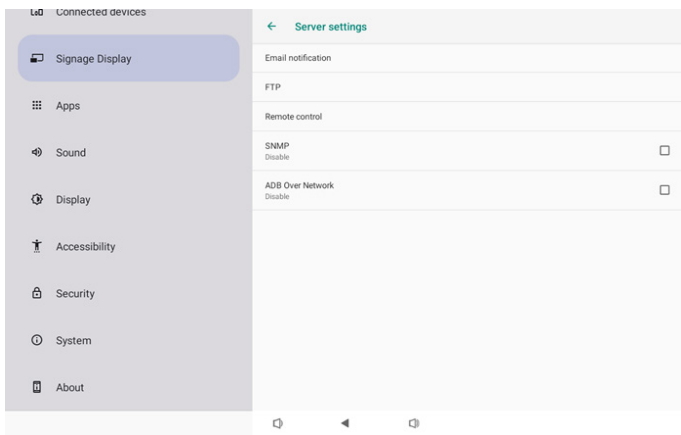 Connected devices
Signage Display
Apps
Sound
Display
Accessibility
Security
System
About
Server settings
Email notification
FTP
Remote control
SNMP
Disable
ADB Over Network
Disable